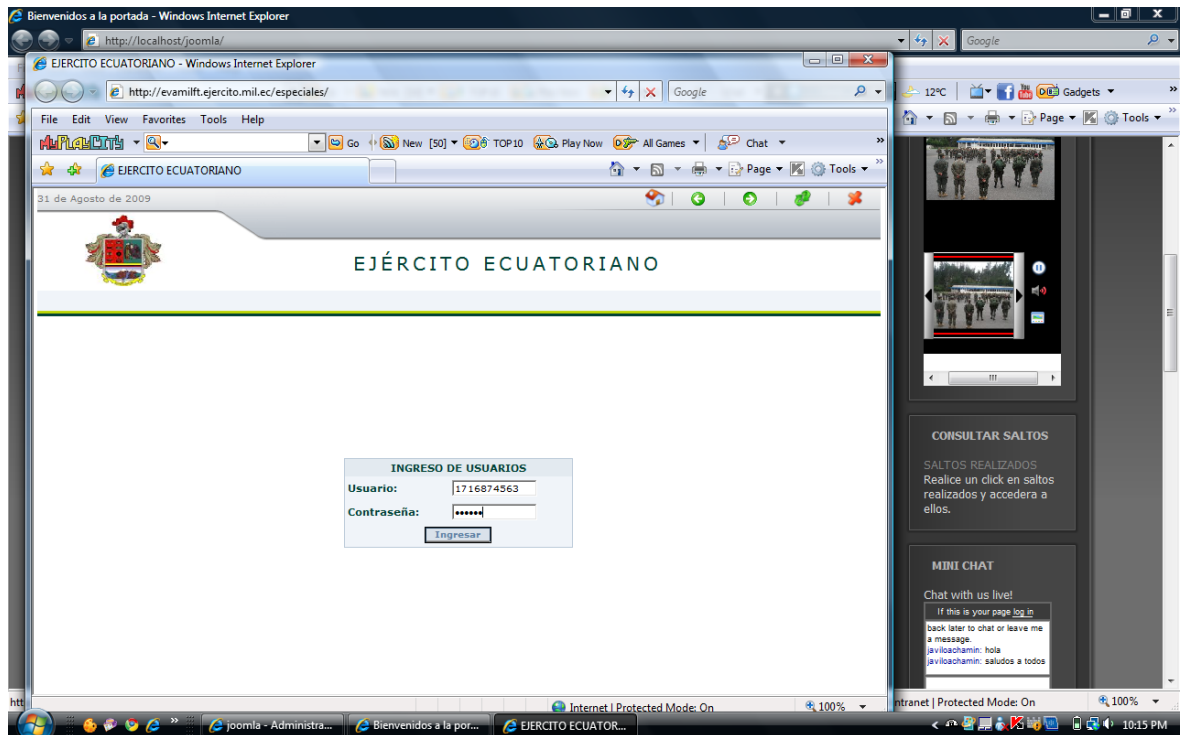 Bienvenidos a la portada - Windows Internet Explorer
http://localhost/joomla/
Google
EJERCITO ECUATORIANO - Windows Internet Explorer
http://evamilft.ejercito.mil.ec/especiales/
Google
12°C
Gadgets
File Edit View Favorites Tools Help
Page Tools
MyPlayCity Go New [50] TOP10 Play Now All Games Chat
EJERCITO ECUATORIANO
Page Tools
31 de Agosto de 2009
EJÉRCITO ECUATORIANO
INGRESO DE USUARIOS
Usuario: 1716874563
Contraseña: ••••••
Ingresar
CONSULTAR SALTOS
SALTOS REALIZADOS
Realice un click en saltos
realizados y accedera a
ellos.
MINI CHAT
Chat with us live!
If this is your page log in
back later to chat or leave me
a message.
javiloachamin: hola
javiloachamin: saludos a todos
Internet | Protected Mode: On
100%
htt
ntranet | Protected Mode: On
100%
joomla - Administra...
Bienvenidos a la por...
EJERCITO ECUATOR...
10:15 PM